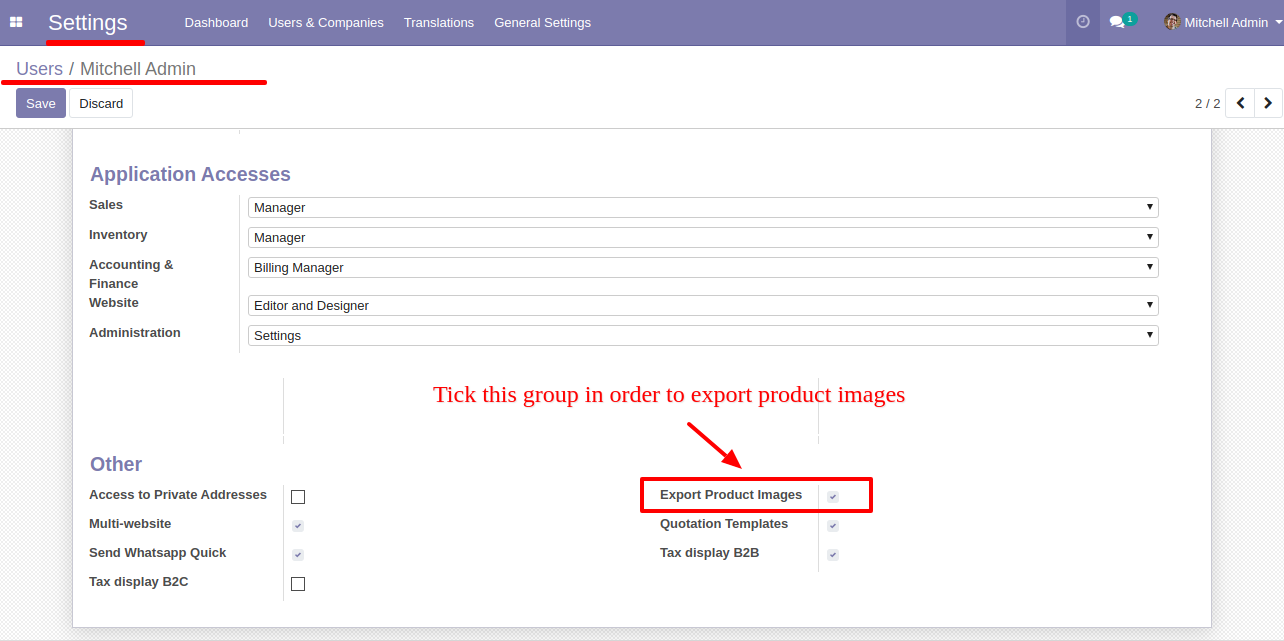 Settings Dashboard Users & Companies Translations General Settings 1 Mitchell Admin
Users / Mitchell Admin
Save Discard 2 / 2
Application Accesses
Sales Manager
Inventory Manager
Accounting & Finance Billing Manager
Website Editor and Designer
Administration Settings
Tick this group in order to export product images
Other
Access to Private Addresses Export Product Images
Multi-website Quotation Templates
Send Whatsapp Quick Tax display B2B
Tax display B2C